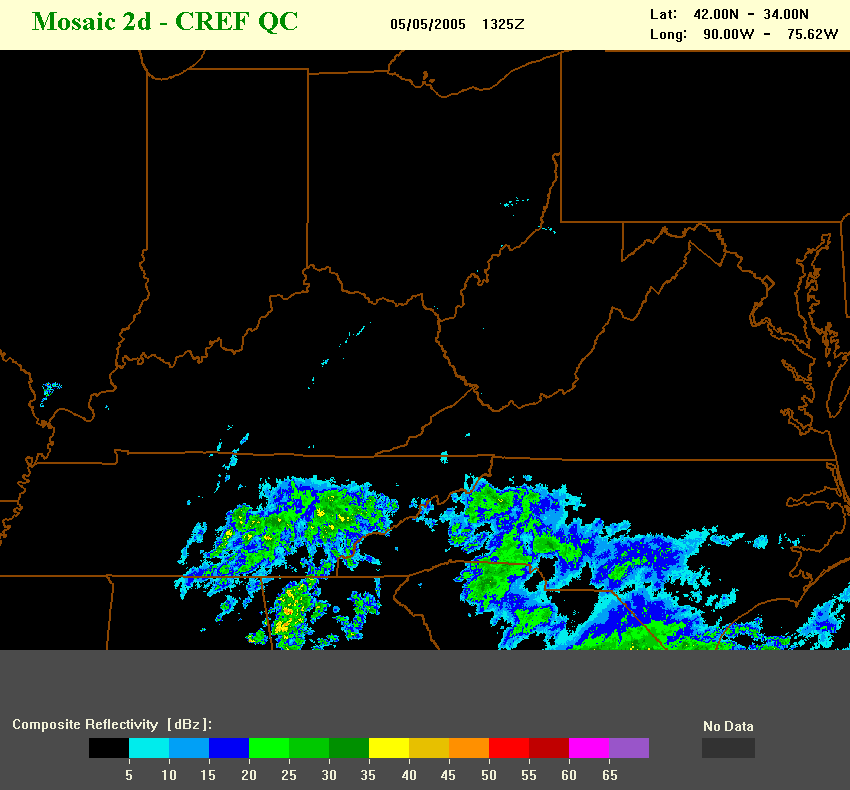 Mosaic 2d - CREF QC
05/05/2005 1325Z
Lat: 42.00N - 34.00N
Long: 90.00W - 75.62W
Composite Reflectivity [dBz]:
No Data
5 10 15 20 25 30 35 40 45 50 55 60 65